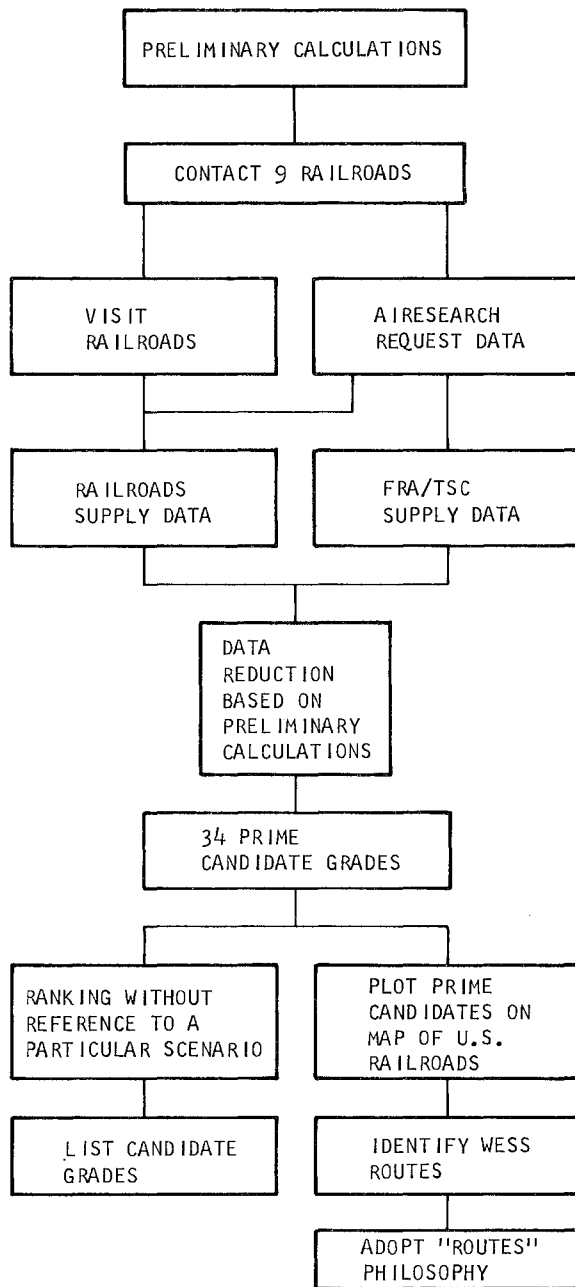 PRELIMINARY CALCULATIONS
CONTACT 9 RAILROADS
VISIT
RAILROADS
AIRESEARCH
REQUEST DATA
RAILROADS
SUPPLY DATA
FRA/TSC
SUPPLY DATA
DATA
REDUCTION
BASED ON
PRELIMINARY
CALCULATIONS
34 PRIME
CANDIDATE GRADES
RANKING WITHOUT
REFERENCE TO A
PARTICULAR SCENARIO
PLOT PRIME
CANDIDATES ON
MAP OF U.S.
RAILROADS
LIST CANDIDATE
GRADES
IDENTIFY WESS
ROUTES
ADOPT "ROUTES"
PHILOSOPHY